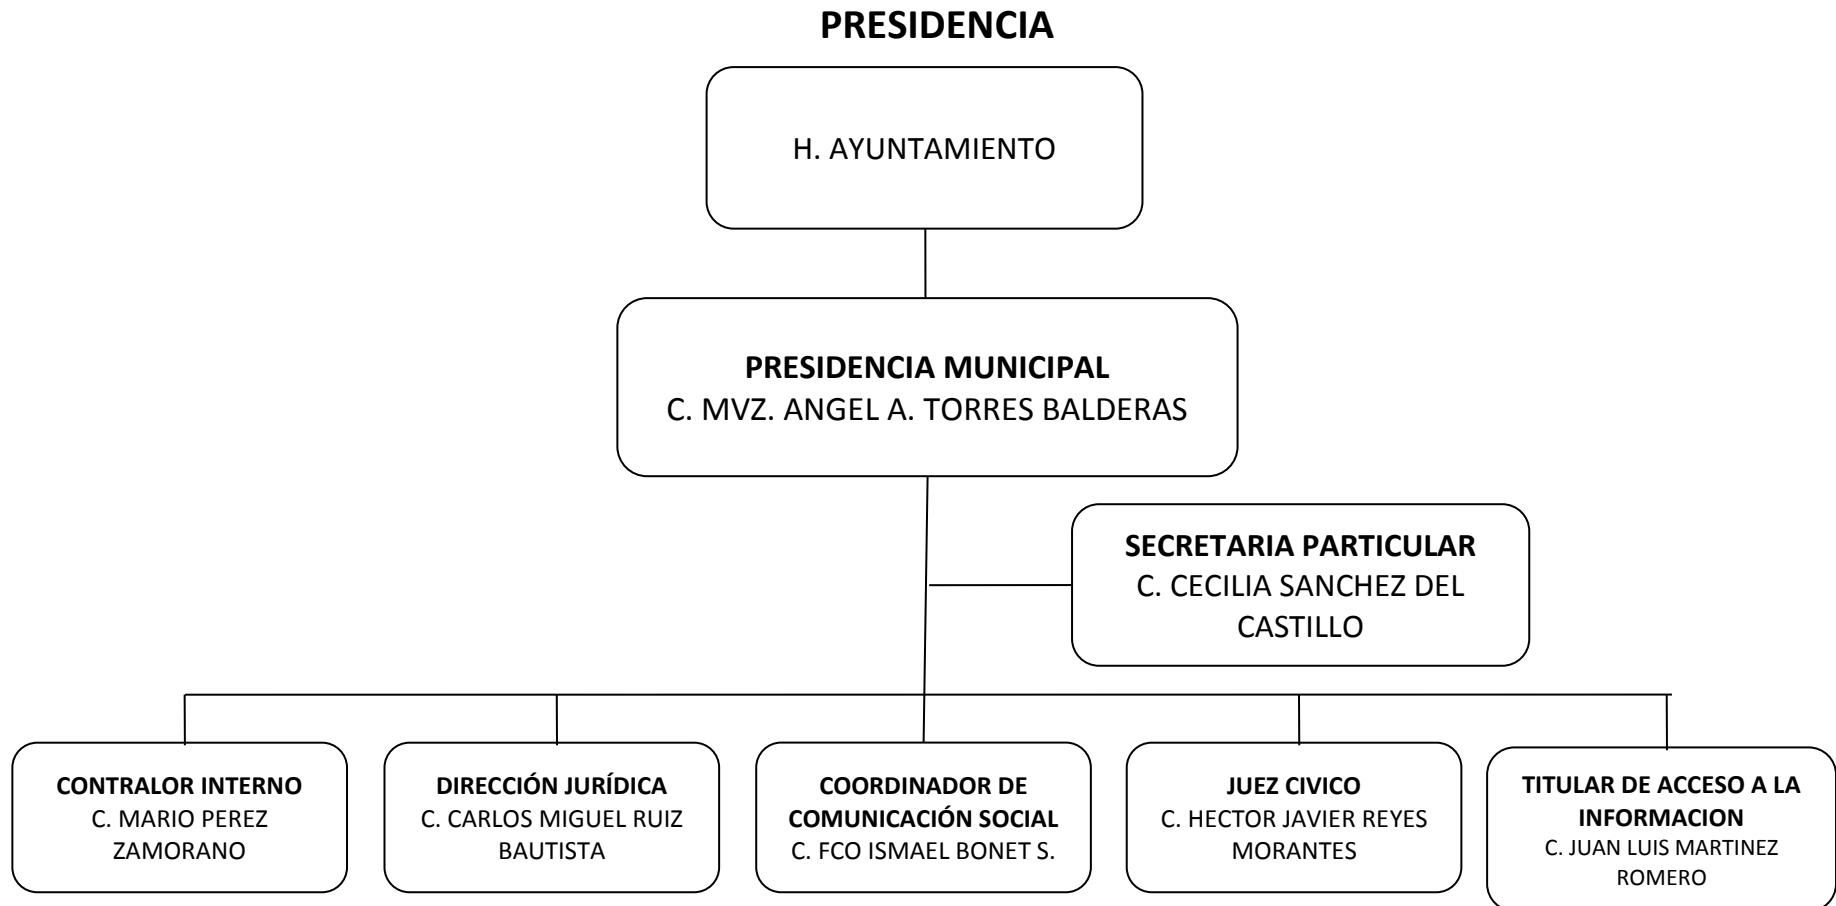 PRESIDENCIA
H. AYUNTAMIENTO
PRESIDENCIA MUNICIPAL
C. MVZ. ANGEL A. TORRES BALDERAS
SECRETARIA PARTICULAR
C. CECILIA SANCHEZ DEL
CASTILLO
CONTRALOR INTERNO
C. MARIO PEREZ
ZAMORANO
DIRECCIÓN JURÍDICA
C. CARLOS MIGUEL RUIZ
BAUTISTA
COORDINADOR DE
COMUNICACIÓN SOCIAL
C. FCO ISMAEL BONET S.
JUEZ CIVICO
C. HECTOR JAVIER REYES
MORANTES
TITULAR DE ACCESO A LA
INFORMACION
C. JUAN LUIS MARTINEZ
ROMERO